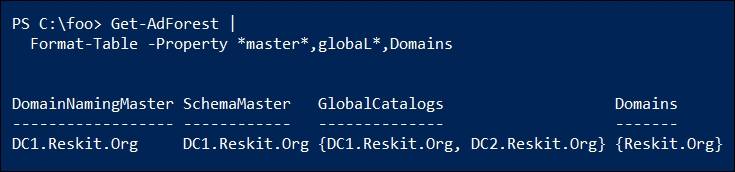 PS C:\foo> Get-AdForest |
  Format-Table -Property *master*,globaL*,Domains
DomainNamingMaster SchemaMaster   GlobalCatalogs                   Domains
------------------ ------------   --------------                   -------
DC1.Reskit.Org     DC1.Reskit.Org {DC1.Reskit.Org, DC2.Reskit.Org} {Reskit.Org}